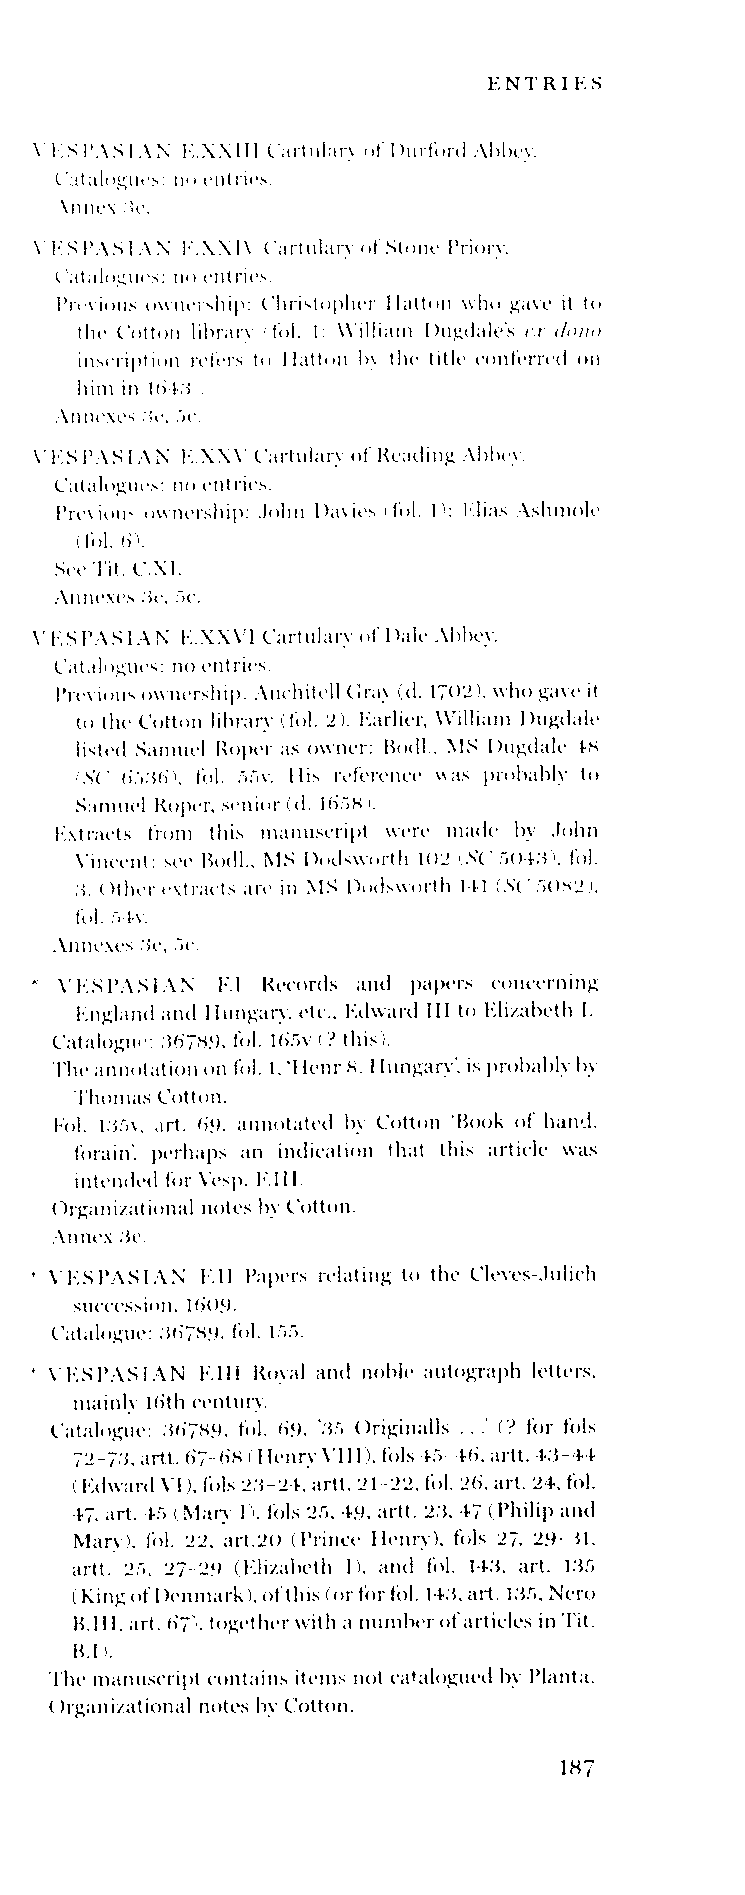 ENTRIES
VESPASIAN E.XXIII Cartulary of Durford Abbey.
Catalogues: no entries.
Annex 3e.
VESPASIAN E.XXIV Cartulary of Stone Priory.
Catalogues: no entries.
Previous ownership: Christopher Hatton who gave it to
the Cotton library (fol. 1: William Dugdale's ex dono
inscription refers to Hatton by the title conferred on
him in 1643).
Annexes 3e, 5c.
VESPASIAN E.XXV Cartulary of Reading Abbey.
Catalogues: no entries.
Previous ownership: John Davies (fol. 1); Elias Ashmole
(fol. 6).
See Tit. C.XI.
Annexes 3e, 5c.
VESPASIAN E.XXVI Cartulary of Dale Abbey.
Catalogues: no entries.
Previous ownership. Anchitell Gray (d. 1702), who gave it
to the Cotton library (fol. 2). Earlier, William Dugdale
listed Samuel Roper as owner: Bodl., MS Dugdale 48
(SC 6536), fol. 55v. His reference was probably to
Samuel Roper, senior (d. 1658).
Extracts from this manuscript were made by John
Vincent: see Bodl., MS Dodsworth 102 (SC 5043), fol.
3. Other extracts are in MS Dodsworth 141 (SC 5082),
fol. 54v.
Annexes 3e, 5c.
* VESPASIAN F.I Records and papers concerning
England and Hungary, etc., Edward III to Elizabeth I.
Catalogue: 36789, fol. 165v (? this).
The annotation on fol. 1, 'Henr 8. Hungary', is probably by
Thomas Cotton.
Fol. 135v, art. 69, annotated by Cotton 'Book of hand.
forain', perhaps an indication that this article was
intended for Vesp. F.III.
Organizational notes by Cotton.
Annex 3e.
* VESPASIAN F.II Papers relating to the Cleves-Julich
succession, 1609.
Catalogue: 36789, fol. 155.
* VESPASIAN F.III Royal and noble autograph letters,
mainly 16th century.
Catalogue: 36789, fol. 69, '35 Originalls . . .' (? for fols
72-73, artt. 67-68 (Henry VIII), fols 45-46, artt. 43-44
(Edward VI), fols 23-24, artt. 21-22, fol. 26, art. 24, fol.
47, art. 45 (Mary I), fols 25, 49, artt. 23, 47 (Philip and
Mary), fol. 22, art.20 (Prince Henry), fols 27, 29-31,
artt. 25, 27-29 (Elizabeth I), and fol. 143, art. 135
(King of Denmark), of this (or for fol. 143, art. 135, Nero
B.III, art. 67), together with a number of articles in Tit.
B.I).
The manuscript contains items not catalogued by Planta.
Organizational notes by Cotton.
187